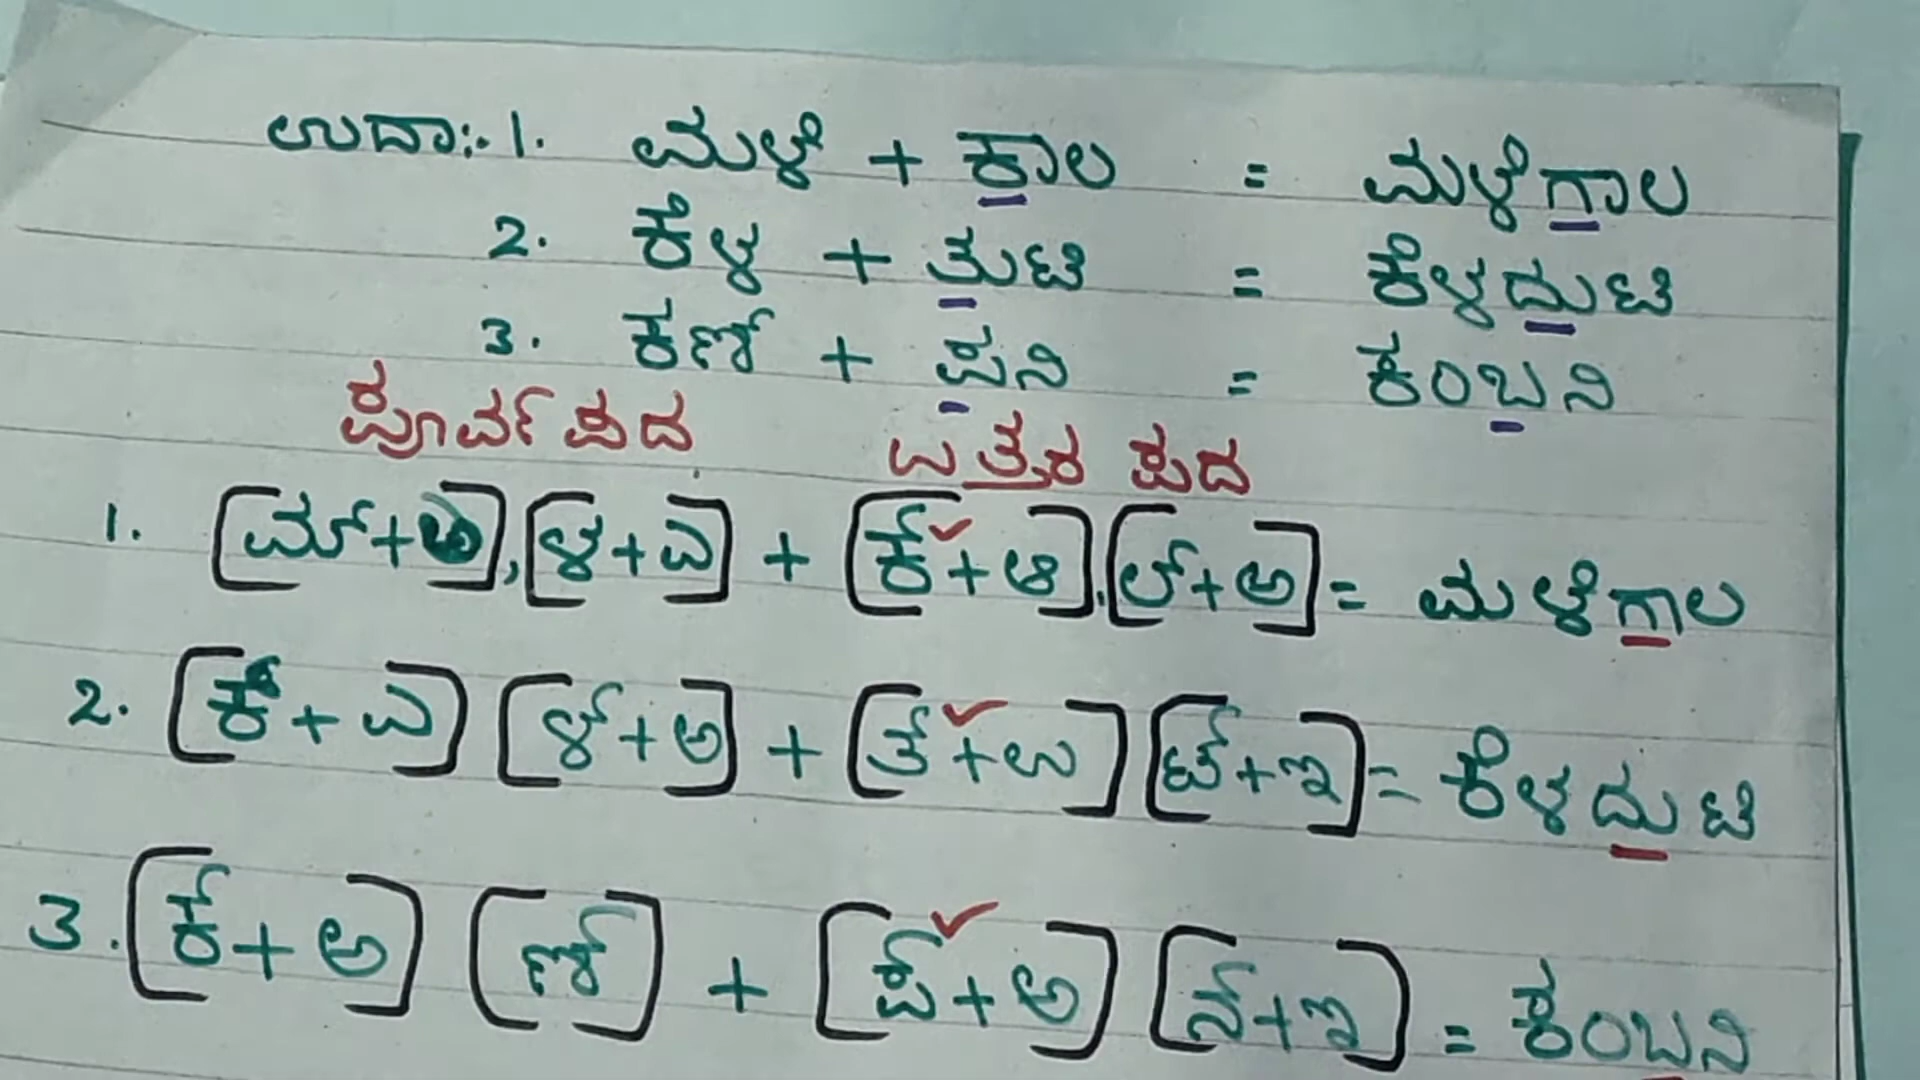 ಉದಾ:- 1. ಮಳೆ + ಕಾಲ = ಮಳೆಗಾಲ
2. ಕೆಳ + ತುಟಿ = ಕೆಳದುಟಿ
3. ಕಣ್ + ಪನಿ = ಕಂಬನಿ
ಪೂರ್ವ ಪದ ಉತ್ತರ ಪದ
1. [ಮ್+ಅ], [ಳ+ಎ] + [ಕ್+ಆ]. [ಲ್+ಅ] = ಮಳೆಗಾಲ
2. [ಕ್+ಎ] [ಳ್+ಅ] + [ತ್+ಉ] [ಟ್+ಇ] = ಕೆಳದುಟಿ
3. [ಕ್+ಅ] [ಣ್] + [ಪ್+ಅ] [ನ್+ಇ] = ಕಂಬನಿ